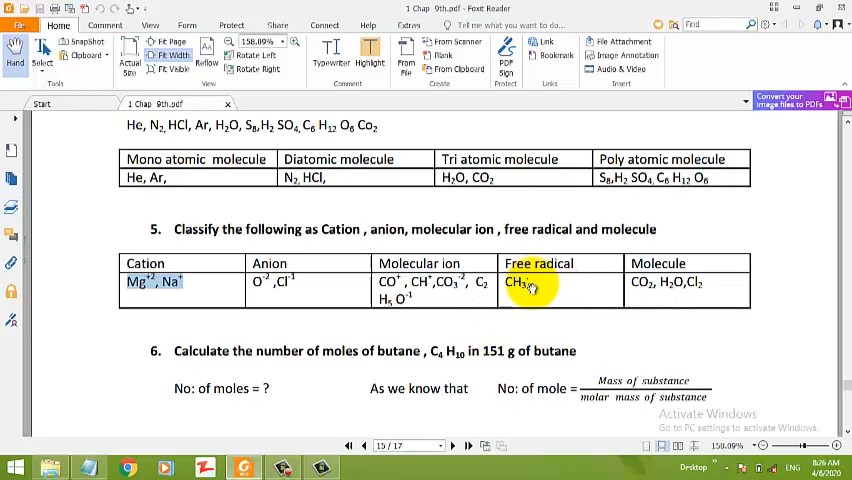 1 Chap 9th.pdf - Foxit Reader
File Home Comment View Form Protect Share Connect Help Extras Tell me what you want to do... Find
SnapShot
Clipboard
Hand Select
Actual Size
Fit Page
Fit Width
Fit Visible
Reflow
158.09%
Rotate Left
Rotate Right
Typewriter Highlight
From File
From Scanner
Blank
From Clipboard
PDF Sign
Link
Bookmark
File Attachment
Image Annotation
Audio & Video
Tools View Comment Create Protect Links Insert
Start 1 Chap 9th.pdf
Convert your image files to PDFs
He, N2, HCl, Ar, H2O, S8,H2 SO4, C6 H12 O6 Co2
Mono atomic molecule Diatomic molecule Tri atomic molecule Poly atomic molecule
He, Ar, N2, HCl, H2O, CO2 S8,H2 SO4, C6 H12 O6
5. Classify the following as Cation , anion, molecular ion , free radical and molecule
Cation Anion Molecular ion Free radical Molecule
Mg+2, Na+ O-2 ,Cl-1 CO+ , CH+,CO3-2, C2 CH3 CO2, H2O,Cl2
H5 O-1
6. Calculate the number of moles of butane , C4 H10 in 151 g of butane
No: of moles = ? As we know that No: of mole = Mass of substance
molar mass of substance
Activate Windows
Go to PC settings to activate Windows.
15 / 17 158.09%
Desktop ENG 8:26 AM
4/6/2020